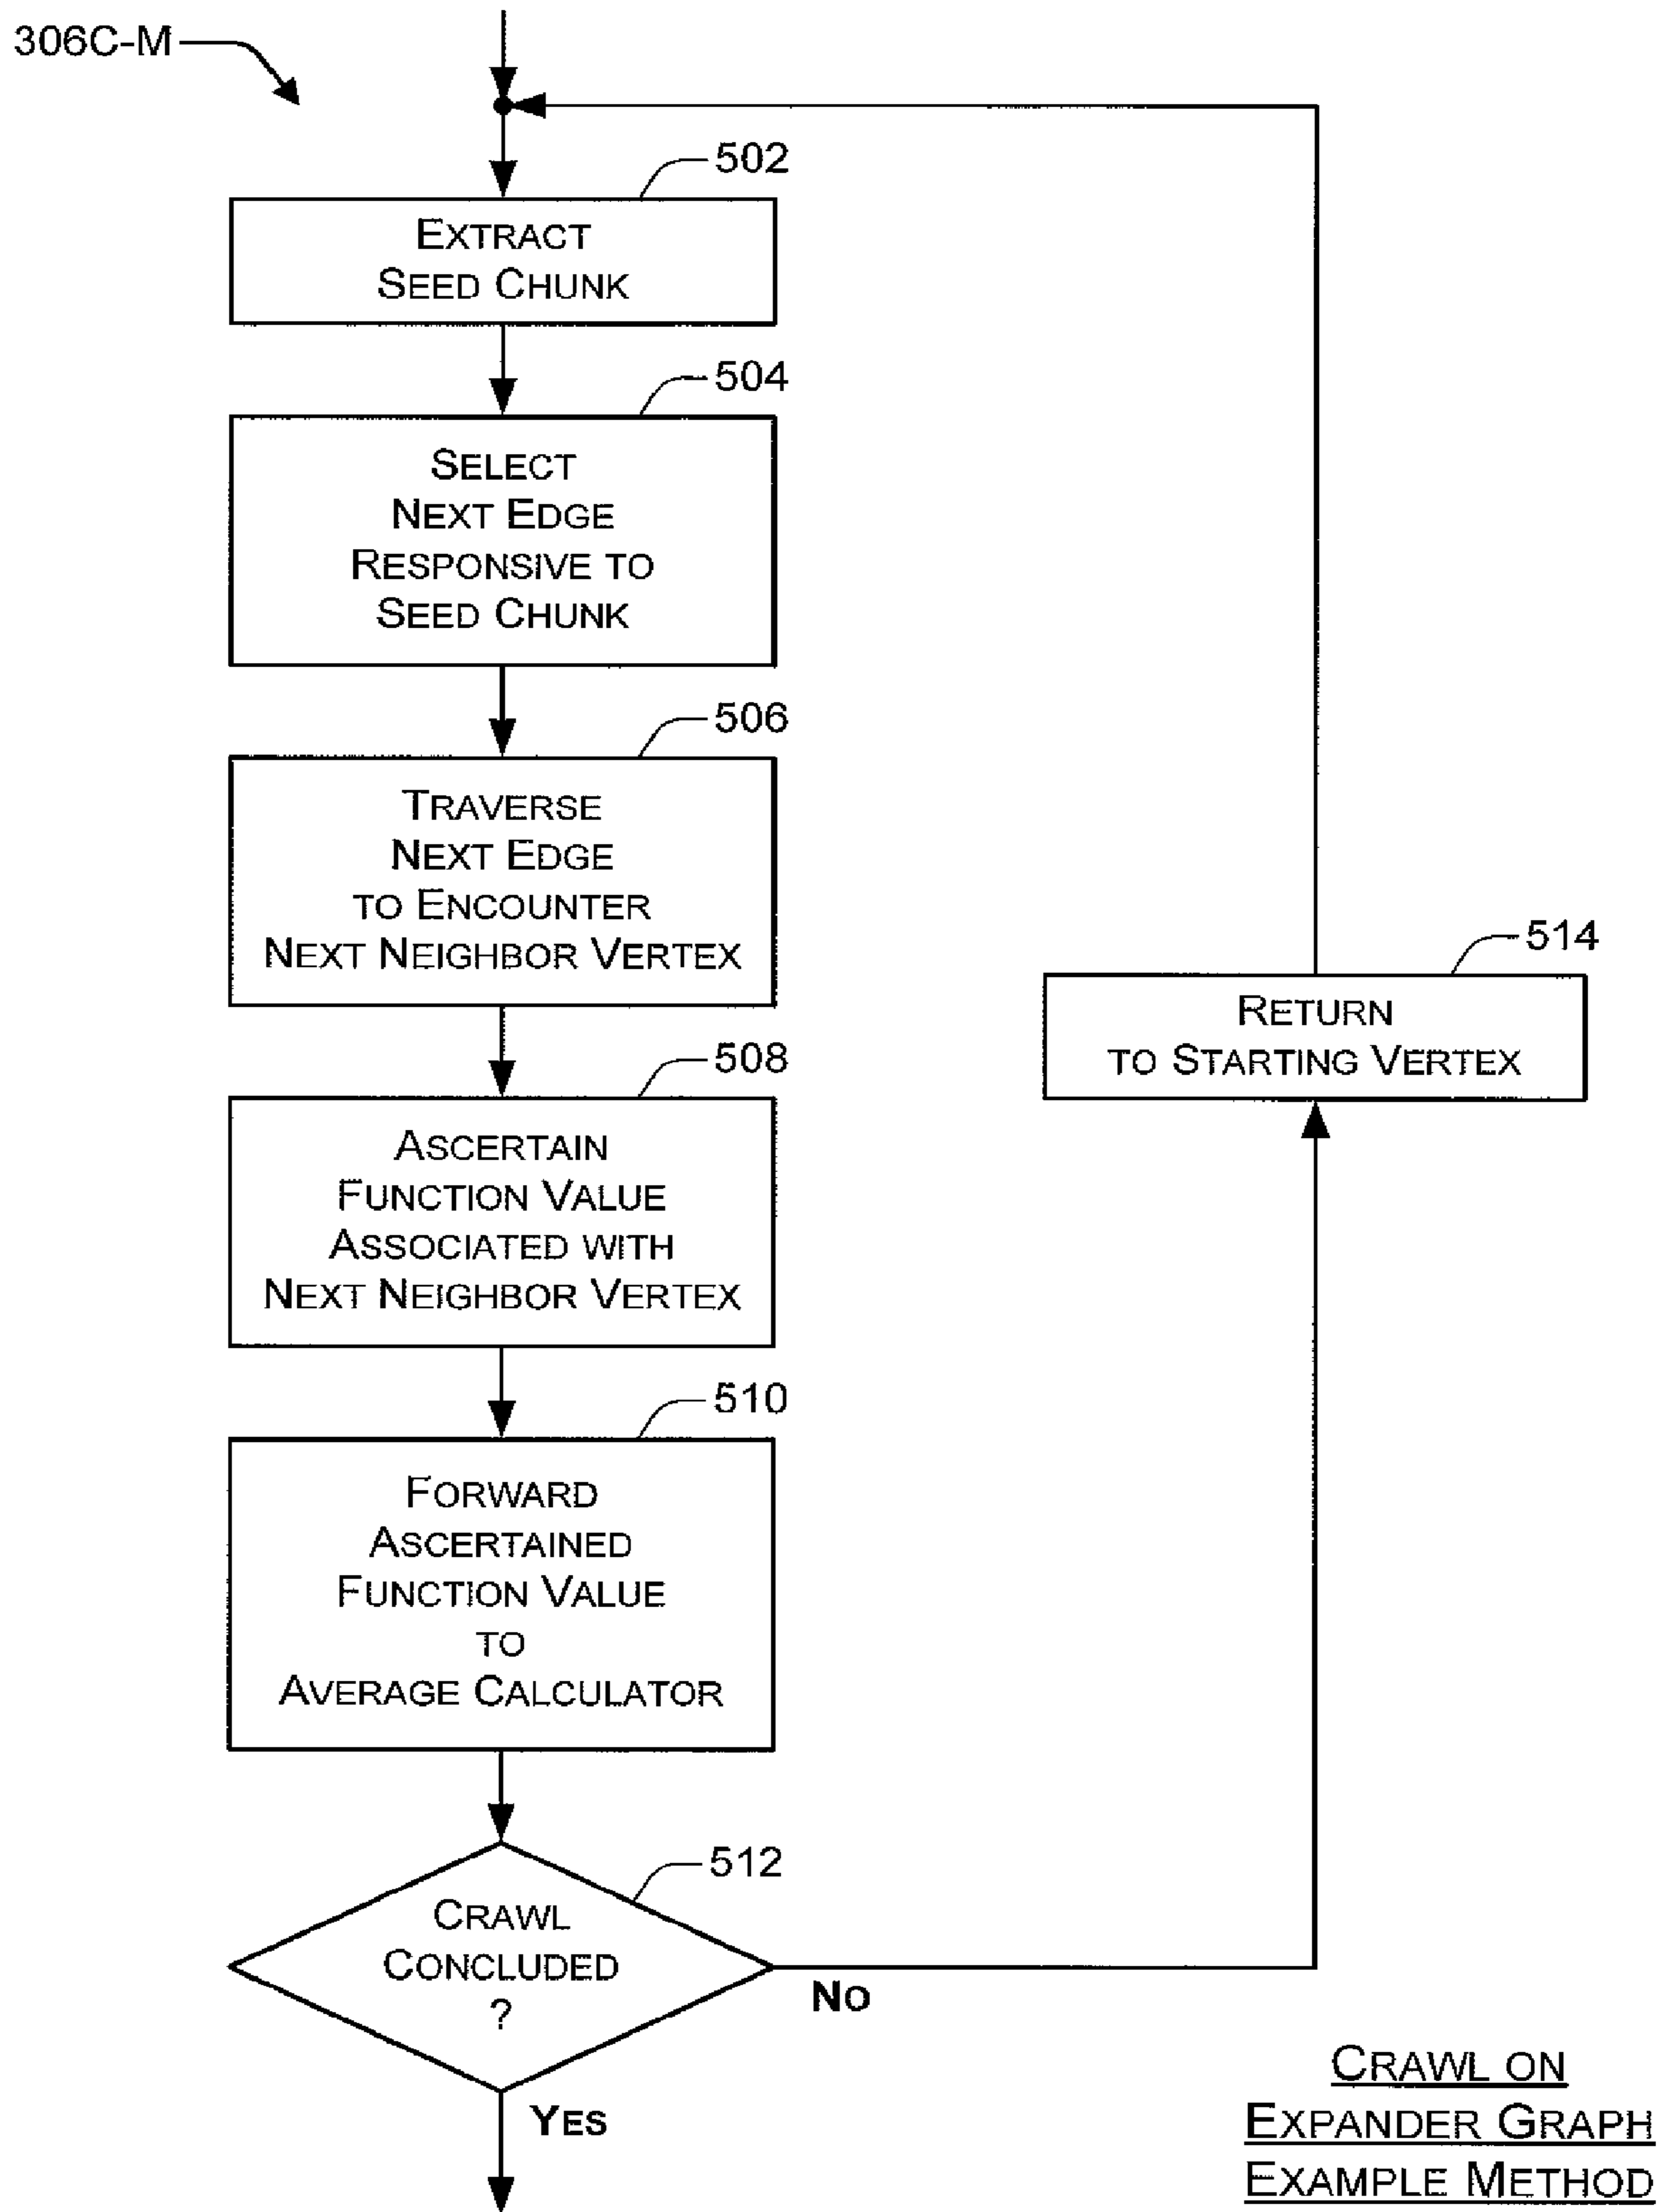 306C-M
502
EXTRACT
SEED CHUNK
504
SELECT
NEXT EDGE
RESPONSIVE TO
SEED CHUNK
506
TRAVERSE
NEXT EDGE
TO ENCOUNTER
NEXT NEIGHBOR VERTEX
514
RETURN
TO STARTING VERTEX
508
ASCERTAIN
FUNCTION VALUE
ASSOCIATED WITH
NEXT NEIGHBOR VERTEX
510
FORWARD
ASCERTAINED
FUNCTION VALUE
TO
AVERAGE CALCULATOR
512
CRAWL
CONCLUDED
?
NO
YES
CRAWL ON
EXPANDER GRAPH
EXAMPLE METHOD